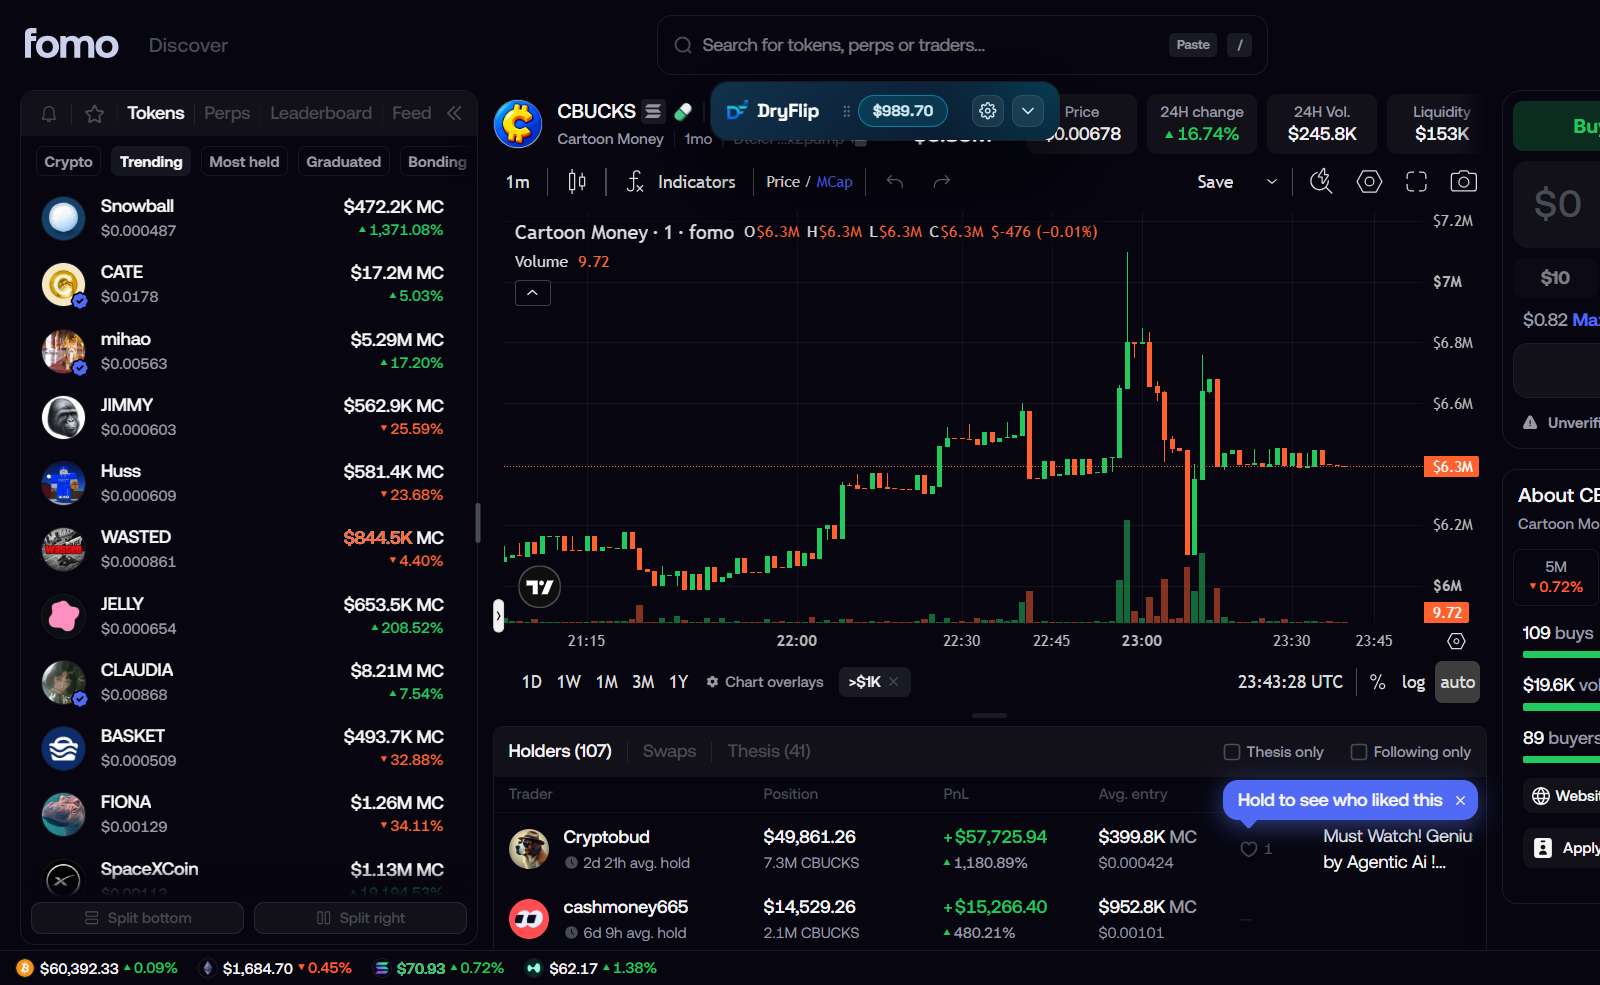 fomo
Discover
Search for tokens, perps or traders...
Paste
/
Tokens
Perps
Leaderboard
Feed
Crypto
Trending
Most held
Graduated
Bonding
Snowball
$472.2K MC
$0.000487
1,371.08%
CATE
$17.2M MC
$0.0178
5.03%
mihao
$5.29M MC
$0.00563
17.20%
JIMMY
$562.9K MC
$0.000603
25.59%
Huss
$581.4K MC
$0.000609
23.68%
WASTED
$844.5K MC
$0.000861
4.40%
JELLY
$653.5K MC
$0.000654
208.52%
CLAUDIA
$8.21M MC
$0.00868
7.54%
BASKET
$493.7K MC
$0.000509
32.88%
FIONA
$1.26M MC
$0.00129
34.11%
SpaceXCoin
$1.13M MC
$0.00113
19,194.53%
Split bottom
Split right
CBUCKS
Cartoon Money
1mo
DryFlip
$989.70
Price
$0.00678
24H change
16.74%
24H Vol.
$245.8K
Liquidity
$153K
1m
Indicators
Price / MCap
Save
Cartoon Money · 1 · fomo O$6.3M H$6.3M L$6.3M C$6.3M $-476 (−0.01%)
Volume 9.72
$7.2M
$7M
$6.8M
$6.6M
$6.3M
$6.2M
$6M
9.72
21:15
22:00
22:30
22:45
23:00
23:30
23:45
1D
1W
1M
3M
1Y
Chart overlays
>$1K
23:43:28 UTC
%
log
auto
Holders (107)
Swaps
Thesis (41)
Thesis only
Following only
Trader
Position
PnL
Avg. entry
Hold to see who liked this
Cryptobud
$49,861.26
+$57,725.94
$399.8K MC
2d 21h avg. hold
7.3M CBUCKS
1,180.89%
$0.000424
1
Must Watch! Geniu
by Agentic Ai !...
cashmoney665
$14,529.26
+$15,266.40
$952.8K MC
6d 9h avg. hold
2.1M CBUCKS
480.21%
$0.00101
Buy
$0
$10
$0.82 Max
Unverifi
About CB
Cartoon Mo
5M
0.72%
109 buys
$19.6K vol
89 buyers
Websit
Apply
$60,392.33 0.09%
$1,684.70 0.45%
$70.93 0.72%
$62.17 1.38%